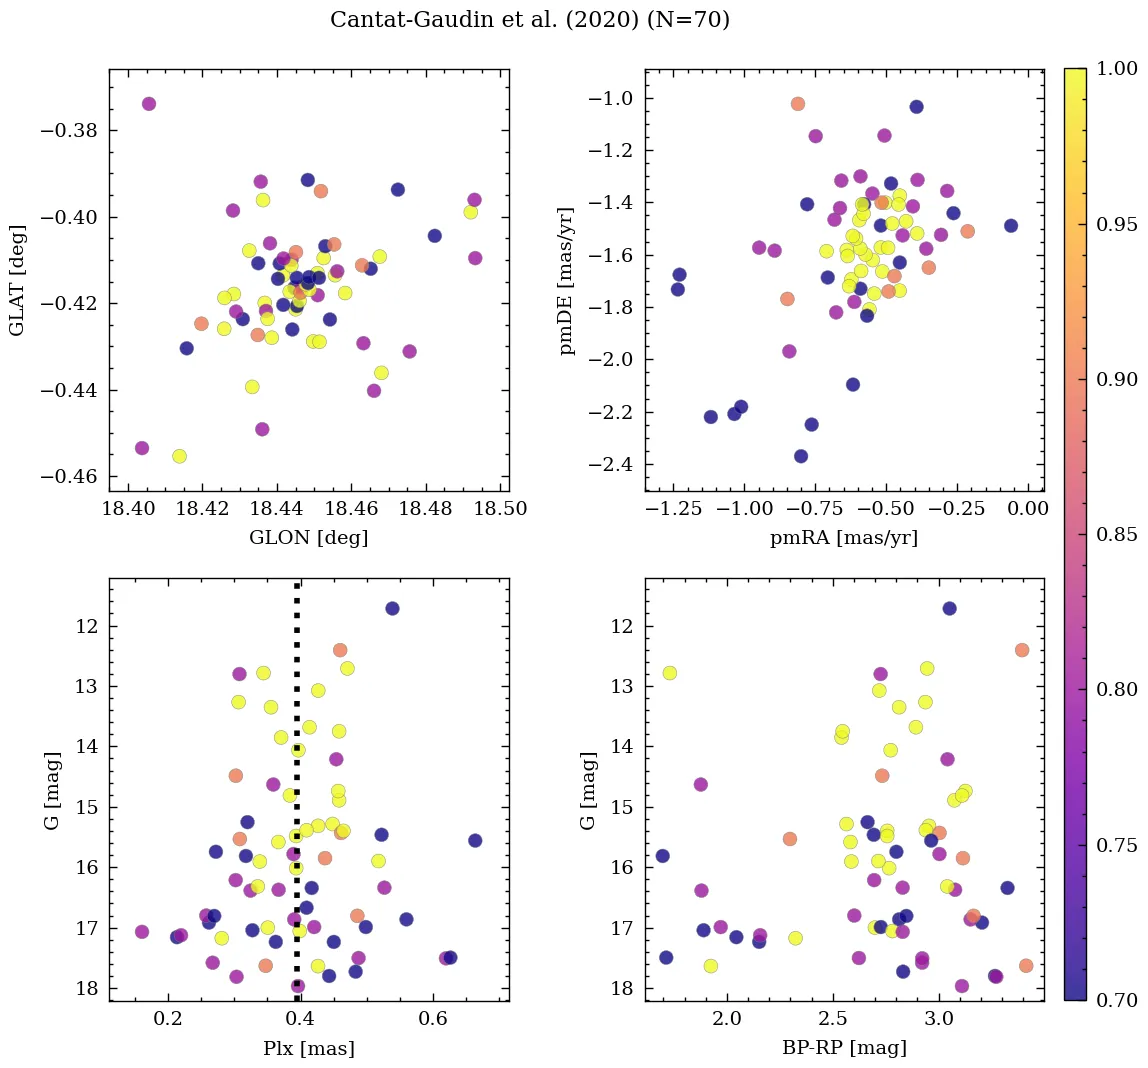 Cantat-Gaudin et al. (2020) (N=70)
GLAT [deg]
−0.38
−0.40
−0.42
−0.44
−0.46
18.40 18.42 18.44 18.46 18.48 18.50
GLON [deg]
pmDE [mas/yr]
−1.0
−1.2
−1.4
−1.6
−1.8
−2.0
−2.2
−2.4
−1.25 −1.00 −0.75 −0.50 −0.25 0.00
pmRA [mas/yr]
G [mag]
12
13
14
15
16
17
18
0.2 0.4 0.6
Plx [mas]
G [mag]
12
13
14
15
16
17
18
2.0 2.5 3.0
BP-RP [mag]
1.00
0.95
0.90
0.85
0.80
0.75
0.70